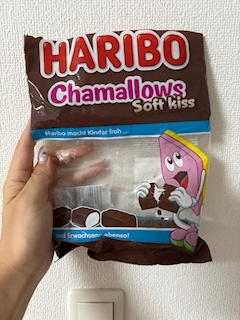 HARIBO
Chamallows
Soft kiss
Haribo macht Kinder froh ...
und Erwachsene ebenso!